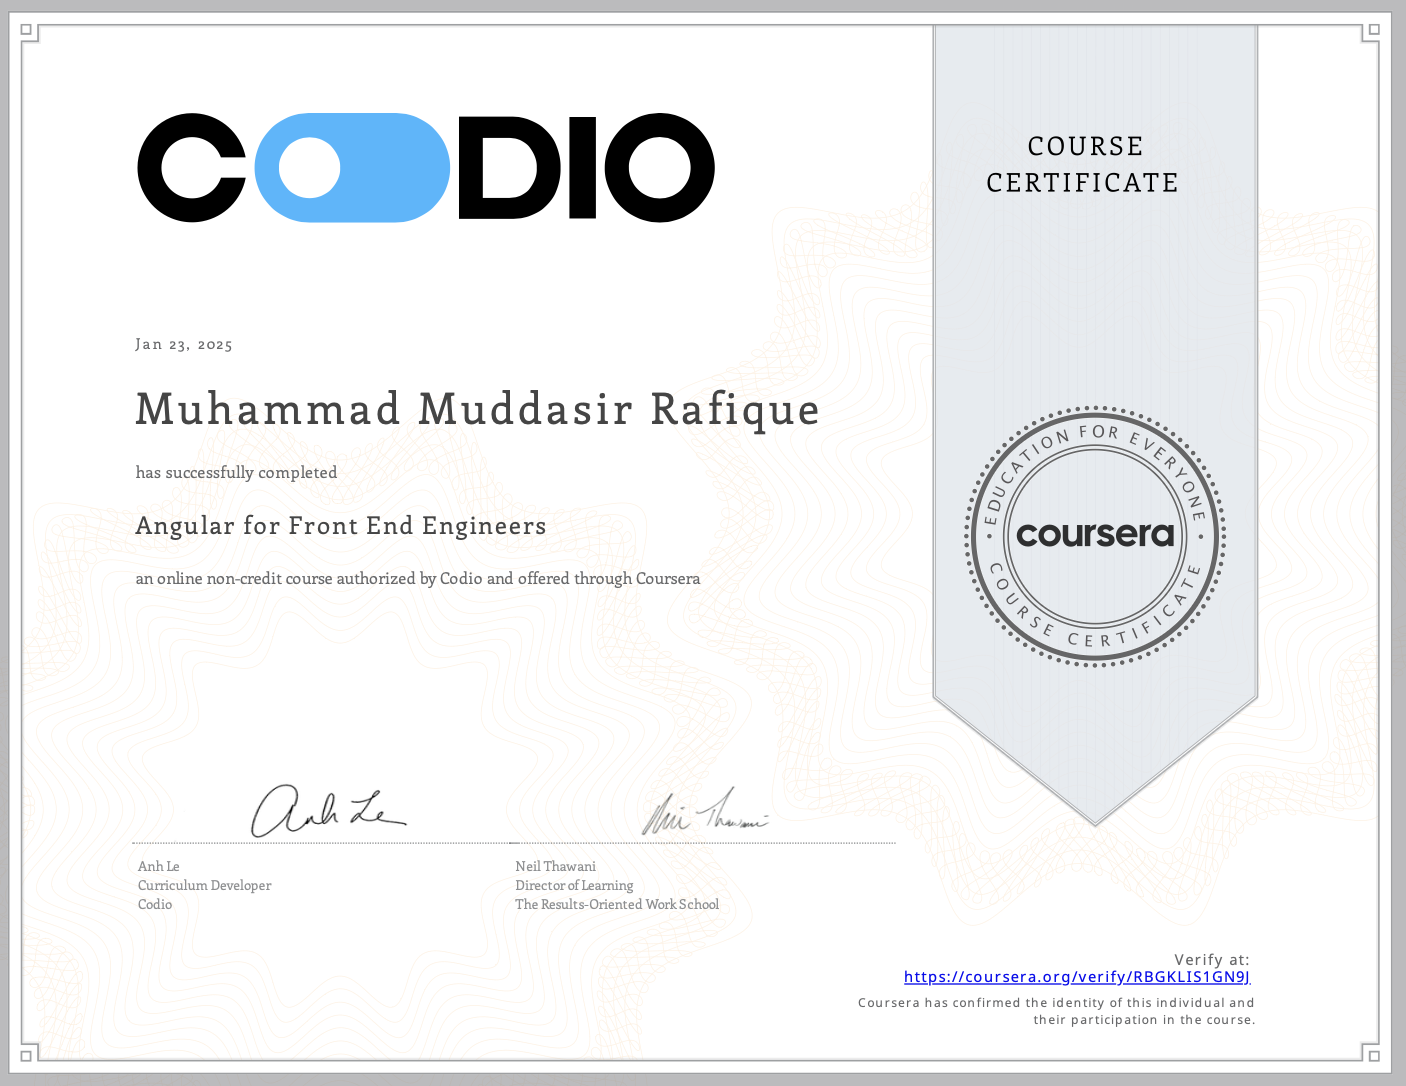 CODIO
COURSE
CERTIFICATE
Jan 23, 2025
Muhammad Muddasir Rafique
has successfully completed
Angular for Front End Engineers
an online non-credit course authorized by Codio and offered through Coursera
EDUCATION FOR EVERYONE
coursera
COURSE CERTIFICATE
Anh Le
Neil Thawani
Anh Le
Curriculum Developer
Codio
Neil Thawani
Director of Learning
The Results-Oriented Work School
Verify at:
https://coursera.org/verify/RBGKLIS1GN9J
Coursera has confirmed the identity of this individual and
their participation in the course.